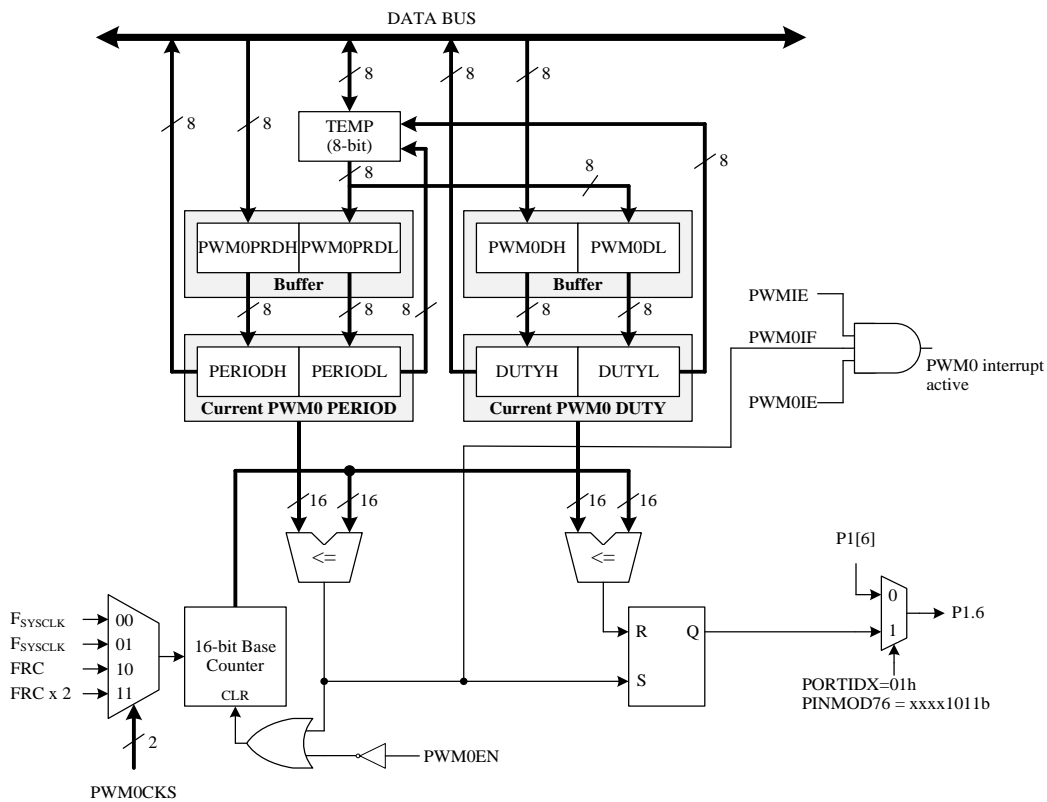 DATA BUS
8
8
8
8
8
TEMP
(8-bit)
8
8
8
PWM0PRDH
PWM0PRDL
Buffer
PWM0DH
PWM0DL
Buffer
8
8
8
8
8
PERIODH
PERIODL
Current PWM0 PERIOD
DUTYH
DUTYL
Current PWM0 DUTY
PWMIE
PWM0IF
PWM0IE
PWM0 interrupt
active
16
16
16
16
<=
<=
FSYSCLK
FSYSCLK
FRC
FRC x 2
00
01
10
11
16-bit Base
Counter
CLR
2
PWM0CKS
PWM0EN
R
Q
S
P1[6]
0
1
P1.6
PORTIDX=01h
PINMOD76 = xxxx1011b